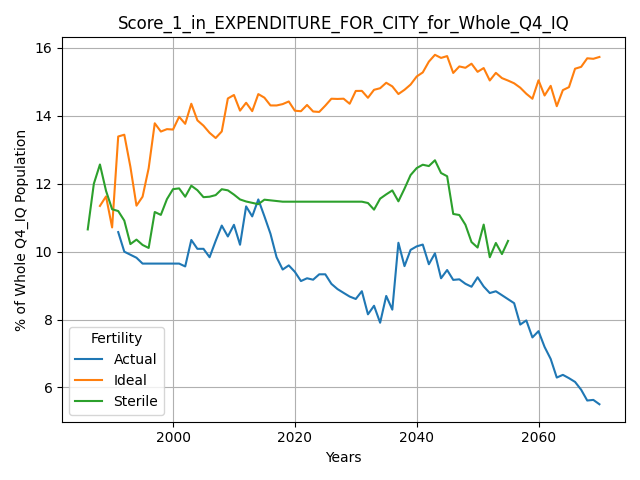 Score_1_in_EXPENDITURE_FOR_CITY_for_Whole_Q4_IQ
% of Whole Q4_IQ Population
16
14
12
10
8
6
Fertility
Actual
Ideal
Sterile
2000
2020
2040
2060
Years